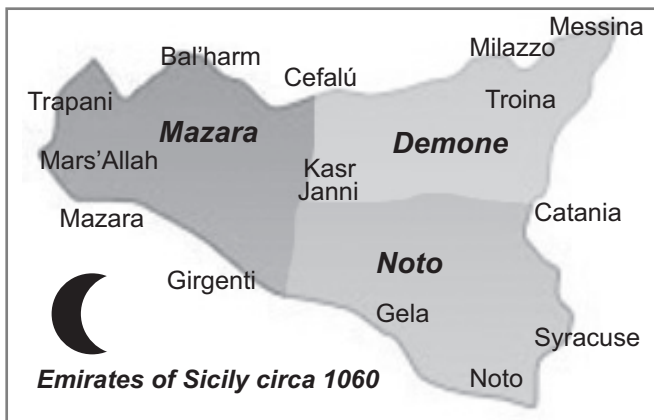 Messina
Milazzo
Bal'harm
Cefalú
Trapani
Troina
Mazara
Demone
Mars'Allah
Kasr
Janni
Mazara
Catania
Noto
Girgenti
Gela
Syracuse
Emirates of Sicily circa 1060
Noto